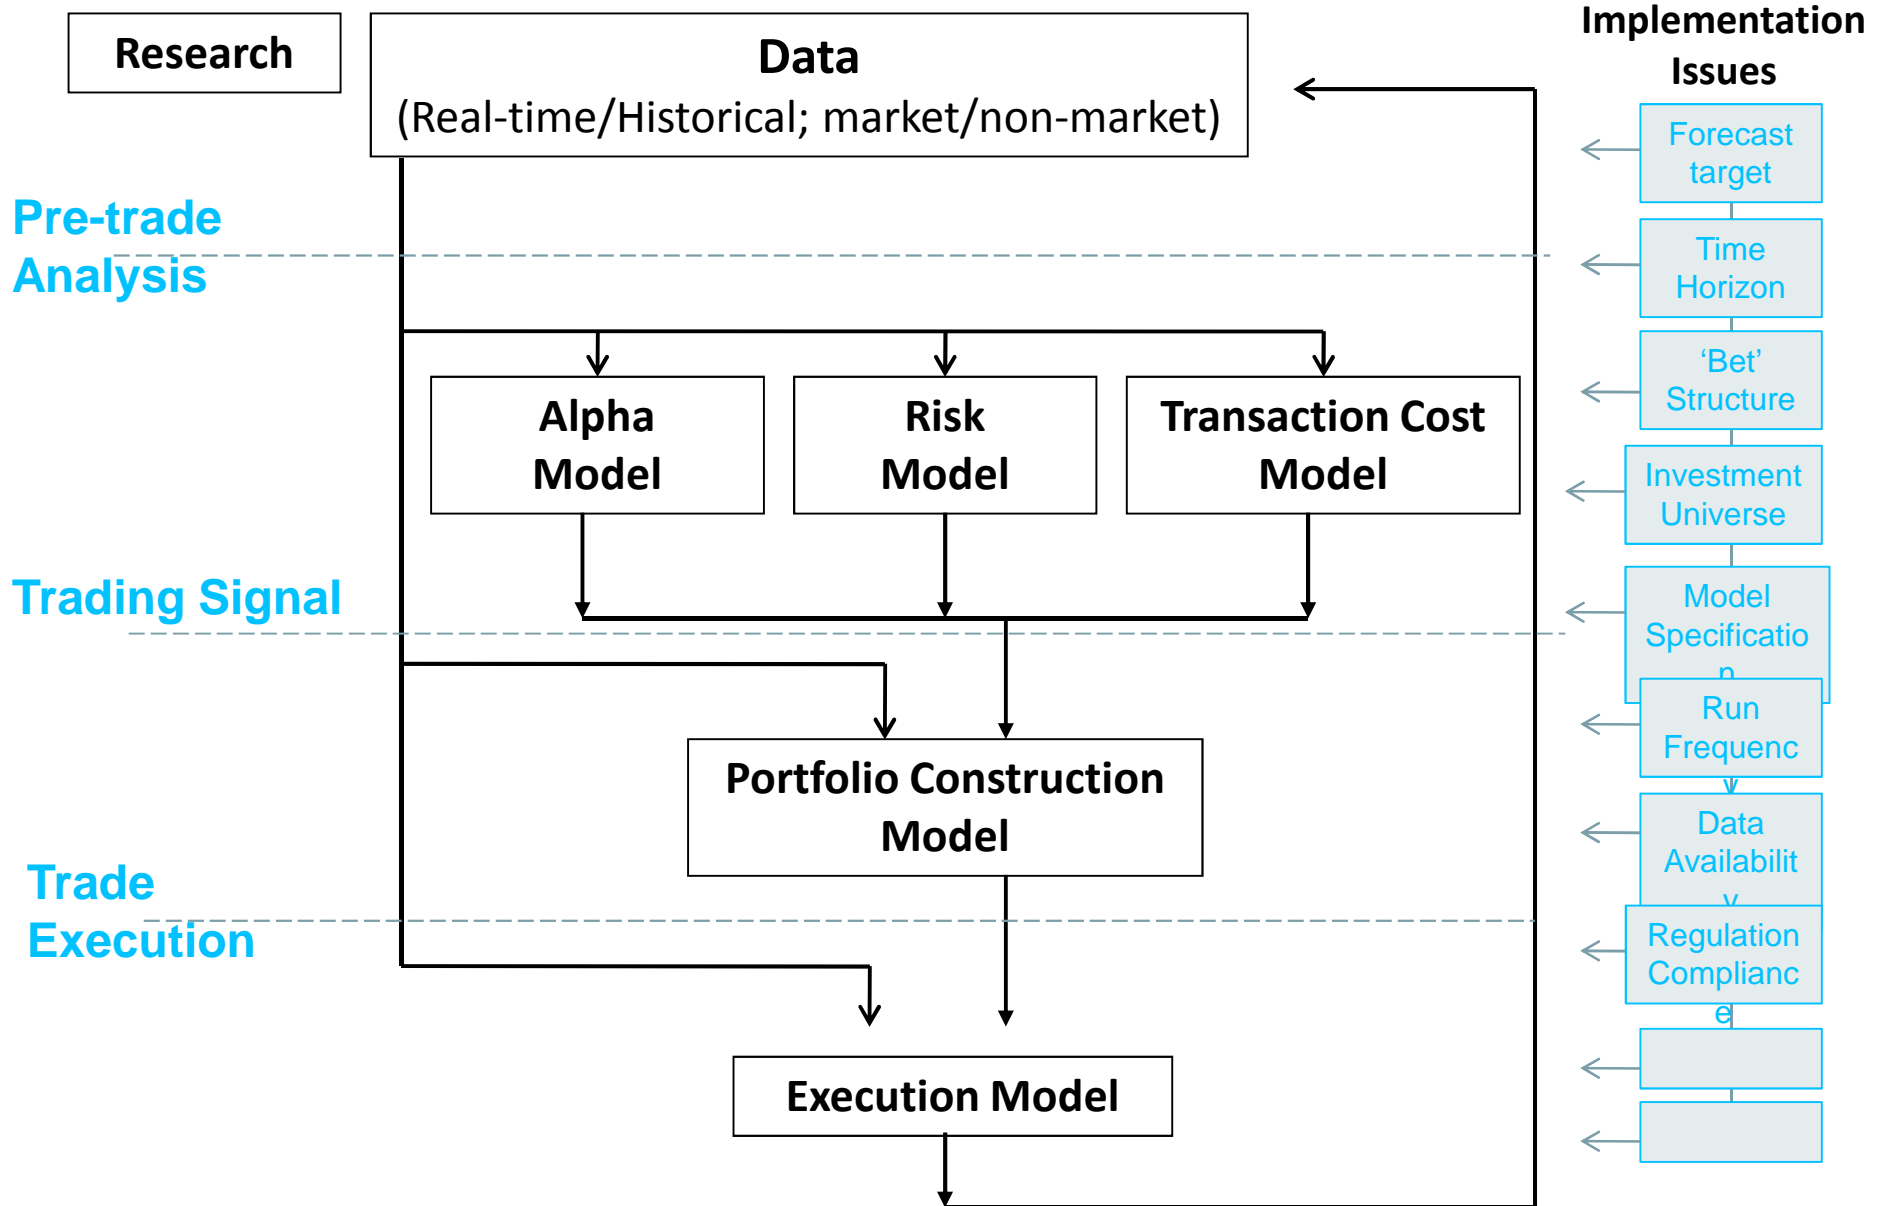 Research
Data
(Real-time/Historical; market/non-market)
Implementation
Issues
Forecast
target
Pre-trade
Analysis
Time
Horizon
Alpha
Model
Risk
Model
Transaction Cost
Model
‘Bet’
Structure
Investment
Universe
Trading Signal
Model
Specificatio
n
Run
Frequenc
y
Portfolio Construction
Model
Data
Availabilit
y
Trade
Execution
Regulation
Complianc
e
Execution Model